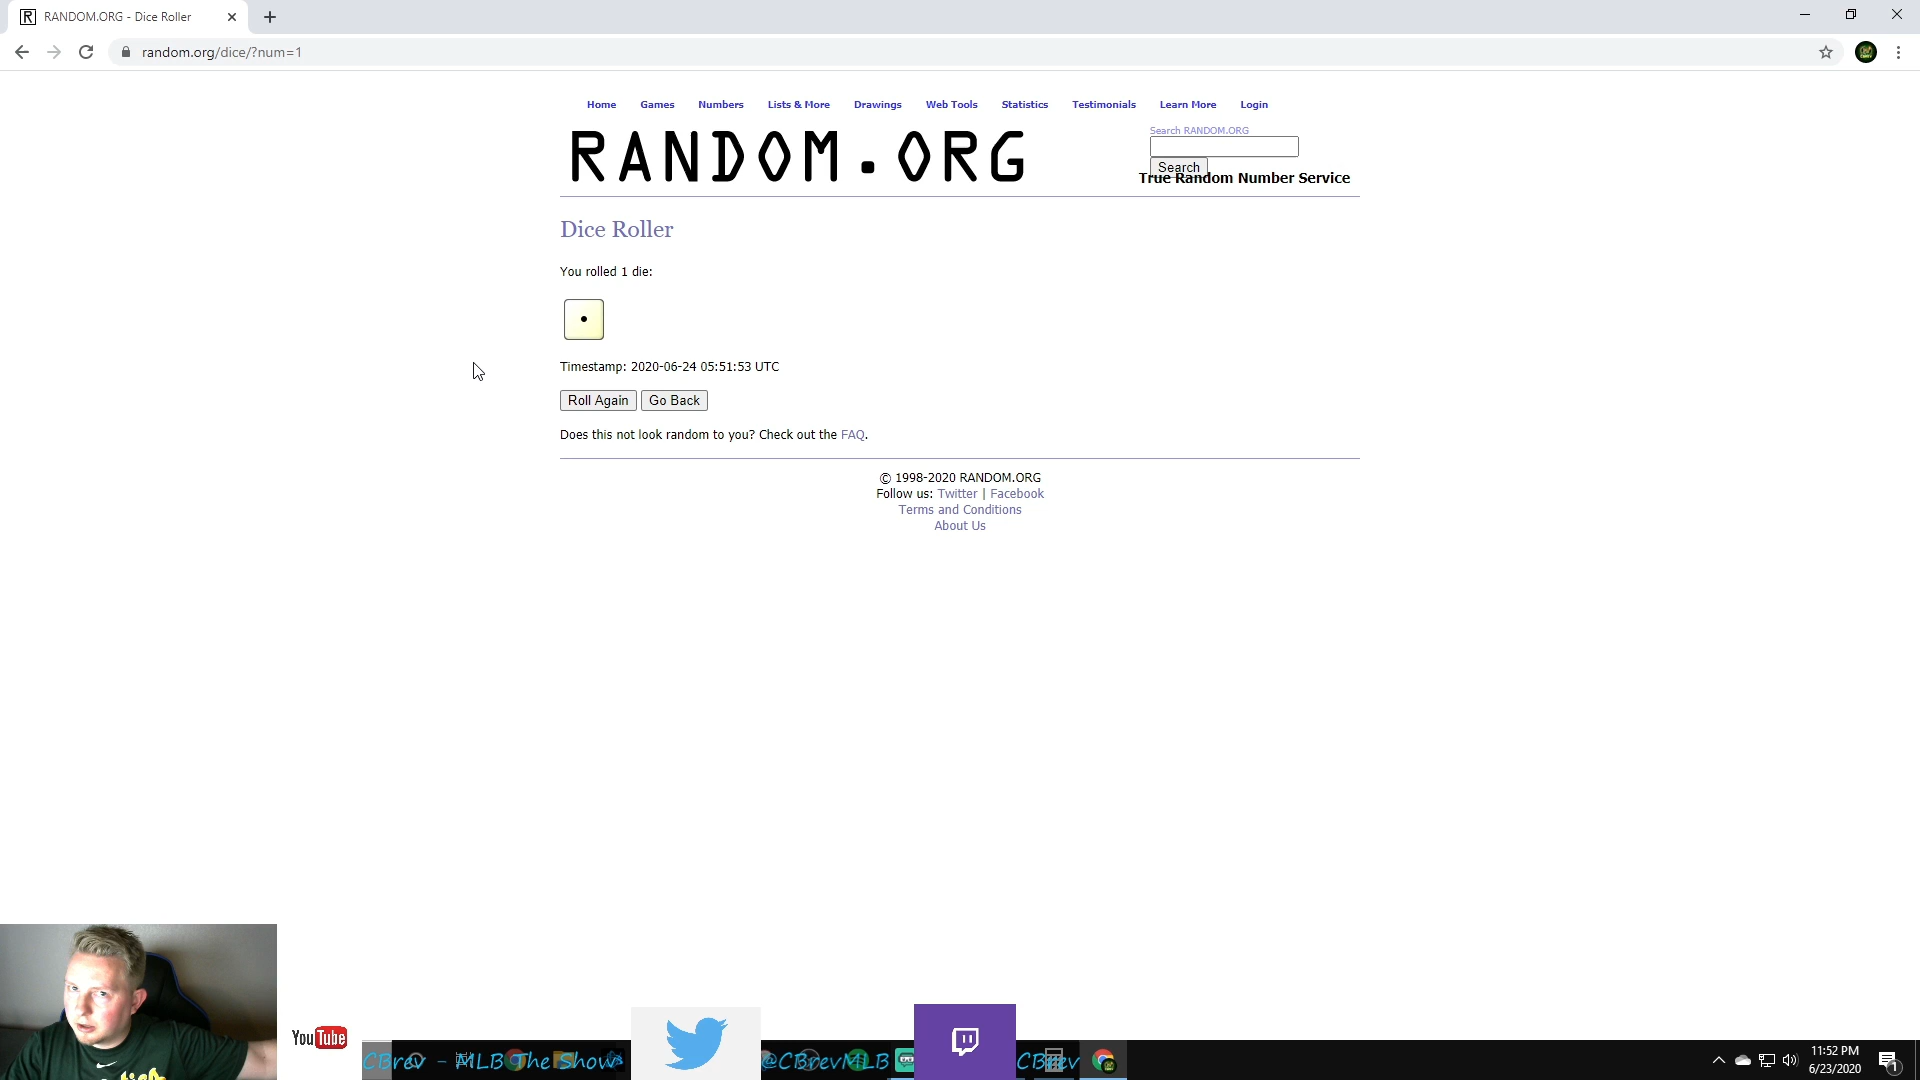 RANDOM.ORG - Dice Roller
random.org/dice/?num=1
Home Games Numbers Lists & More Drawings Web Tools Statistics Testimonials Learn More Login
RANDOM.ORG
Search RANDOM.ORG
Search
True Random Number Service
Dice Roller
You rolled 1 die:
Timestamp: 2020-06-24 05:51:53 UTC
Roll Again Go Back
Does this not look random to you? Check out the FAQ.
© 1998-2020 RANDOM.ORG
Follow us: Twitter | Facebook
Terms and Conditions
About Us
YouTube
CBrev - MLB The Show
@CBrevMLB
CBrev
11:52 PM
6/23/2020
1